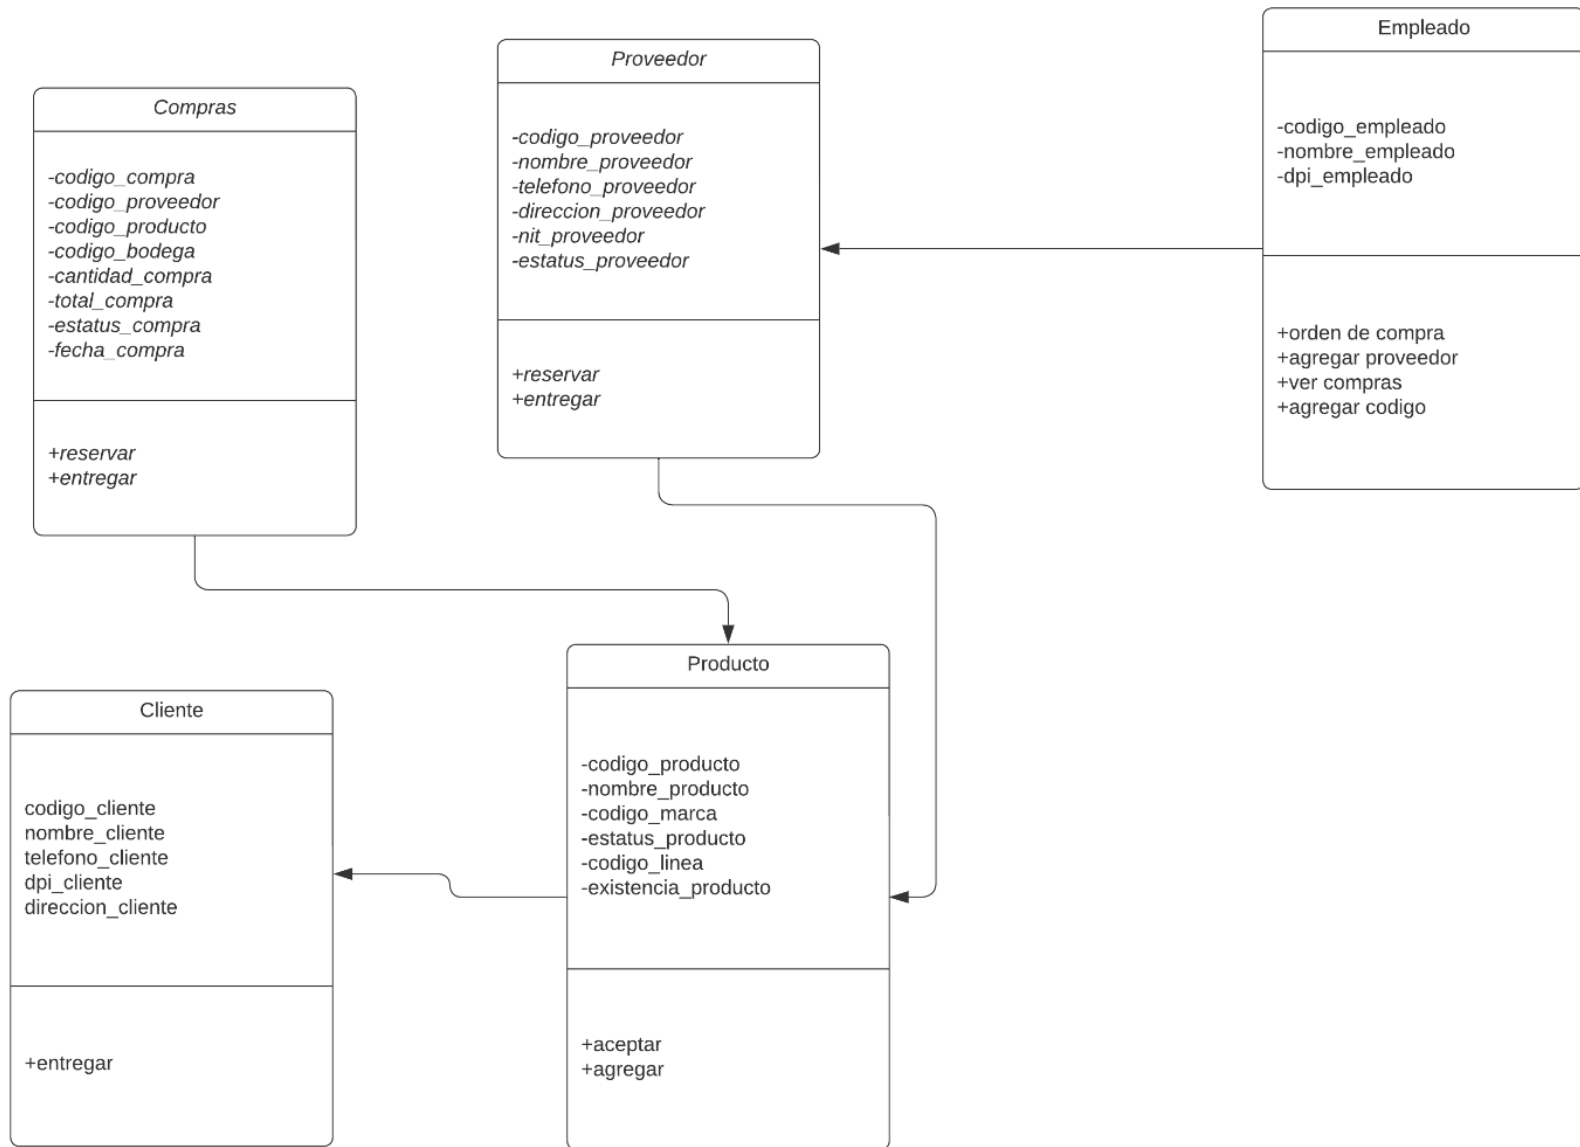 Compras
-codigo_compra
-codigo_proveedor
-codigo_producto
-codigo_bodega
-cantidad_compra
-total_compra
-estatus_compra
-fecha_compra
+reservar
+entregar
Proveedor
-codigo_proveedor
-nombre_proveedor
-telefono_proveedor
-direccion_proveedor
-nit_proveedor
-estatus_proveedor
+reservar
+entregar
Empleado
-codigo_empleado
-nombre_empleado
-dpi_empleado
+orden de compra
+agregar proveedor
+ver compras
+agregar codigo
Cliente
codigo_cliente
nombre_cliente
telefono_cliente
dpi_cliente
direccion_cliente
+entregar
Producto
-codigo_producto
-nombre_producto
-codigo_marca
-estatus_producto
-codigo_linea
-existencia_producto
+aceptar
+agregar